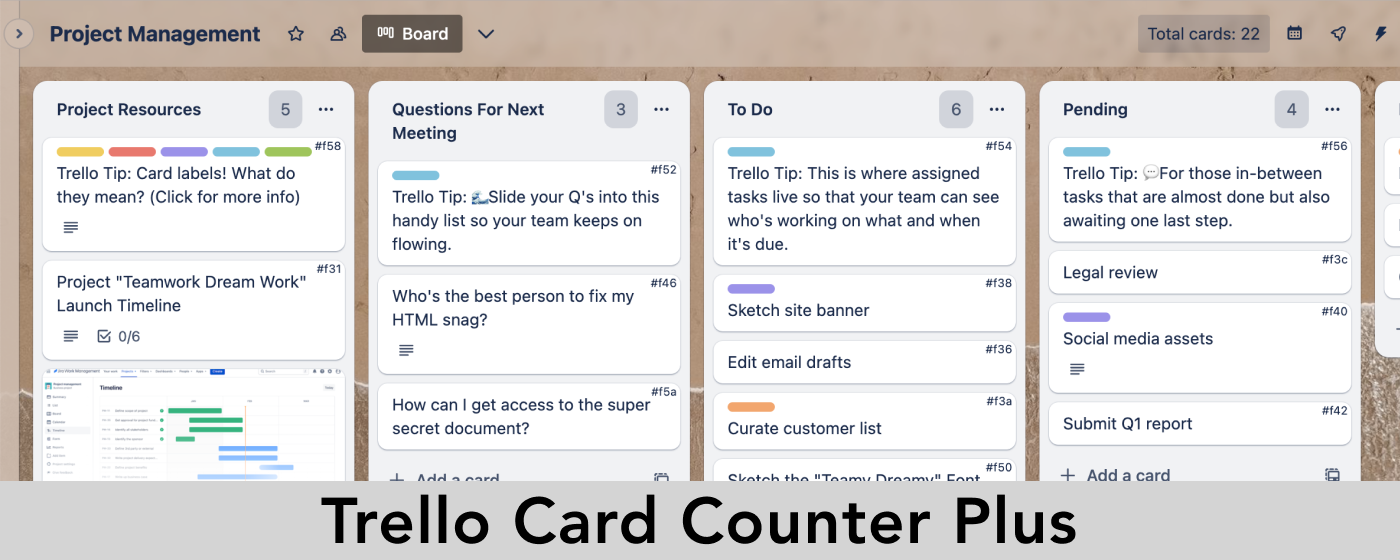 Project Management
Board
Total cards: 22
Project Resources
5
#f58
Trello Tip: Card labels! What do
they mean? (Click for more info)
#f31
Project "Teamwork Dream Work"
Launch Timeline
0/6
Timeline
Questions For Next
Meeting
3
#f52
Trello Tip: 🌊Slide your Q's into this
handy list so your team keeps on
flowing.
#f46
Who's the best person to fix my
HTML snag?
#f5a
How can I get access to the super
secret document?
Add a card
To Do
6
#f54
Trello Tip: This is where assigned
tasks live so that your team can see
who's working on what and when
it's due.
#f38
Sketch site banner
#f36
Edit email drafts
#f3a
Curate customer list
#f50
Sketch the "Teamy Dreamy" Font
Pending
4
#f56
Trello Tip: 💬For those in-between
tasks that are almost done but also
awaiting one last step.
#f3c
Legal review
#f40
Social media assets
#f42
Submit Q1 report
Add a card
Trello Card Counter Plus